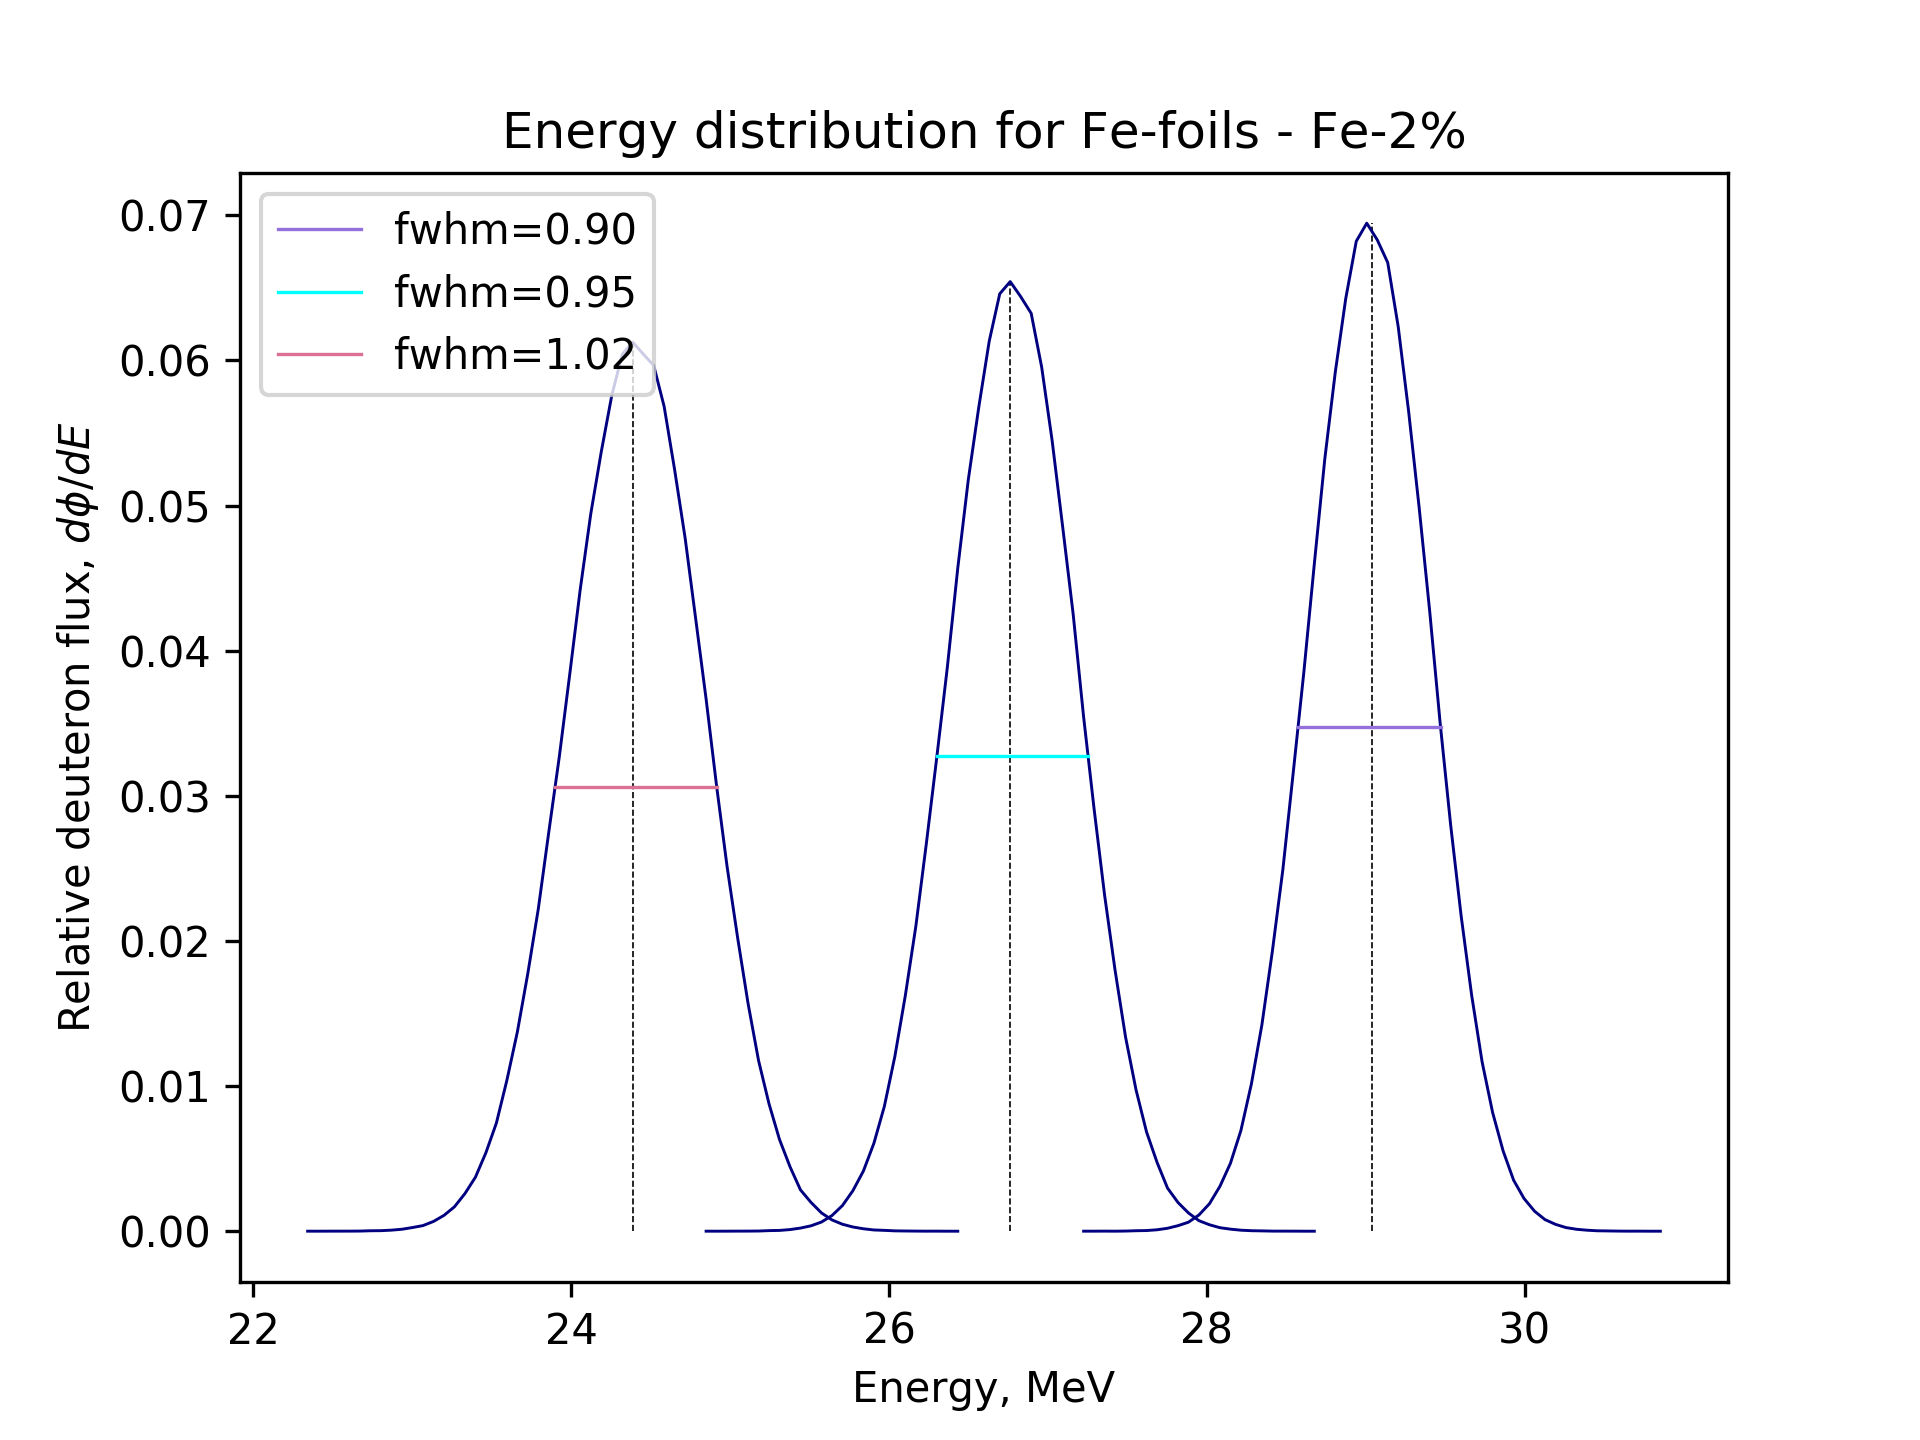 Energy distribution for Fe-foils - Fe-2%
fwhm=0.90
fwhm=0.95
fwhm=1.02
0.07
0.06
0.05
0.04
0.03
0.02
0.01
0.00
Relative deuteron flux, dϕ/dE
22 24 26 28 30
Energy, MeV